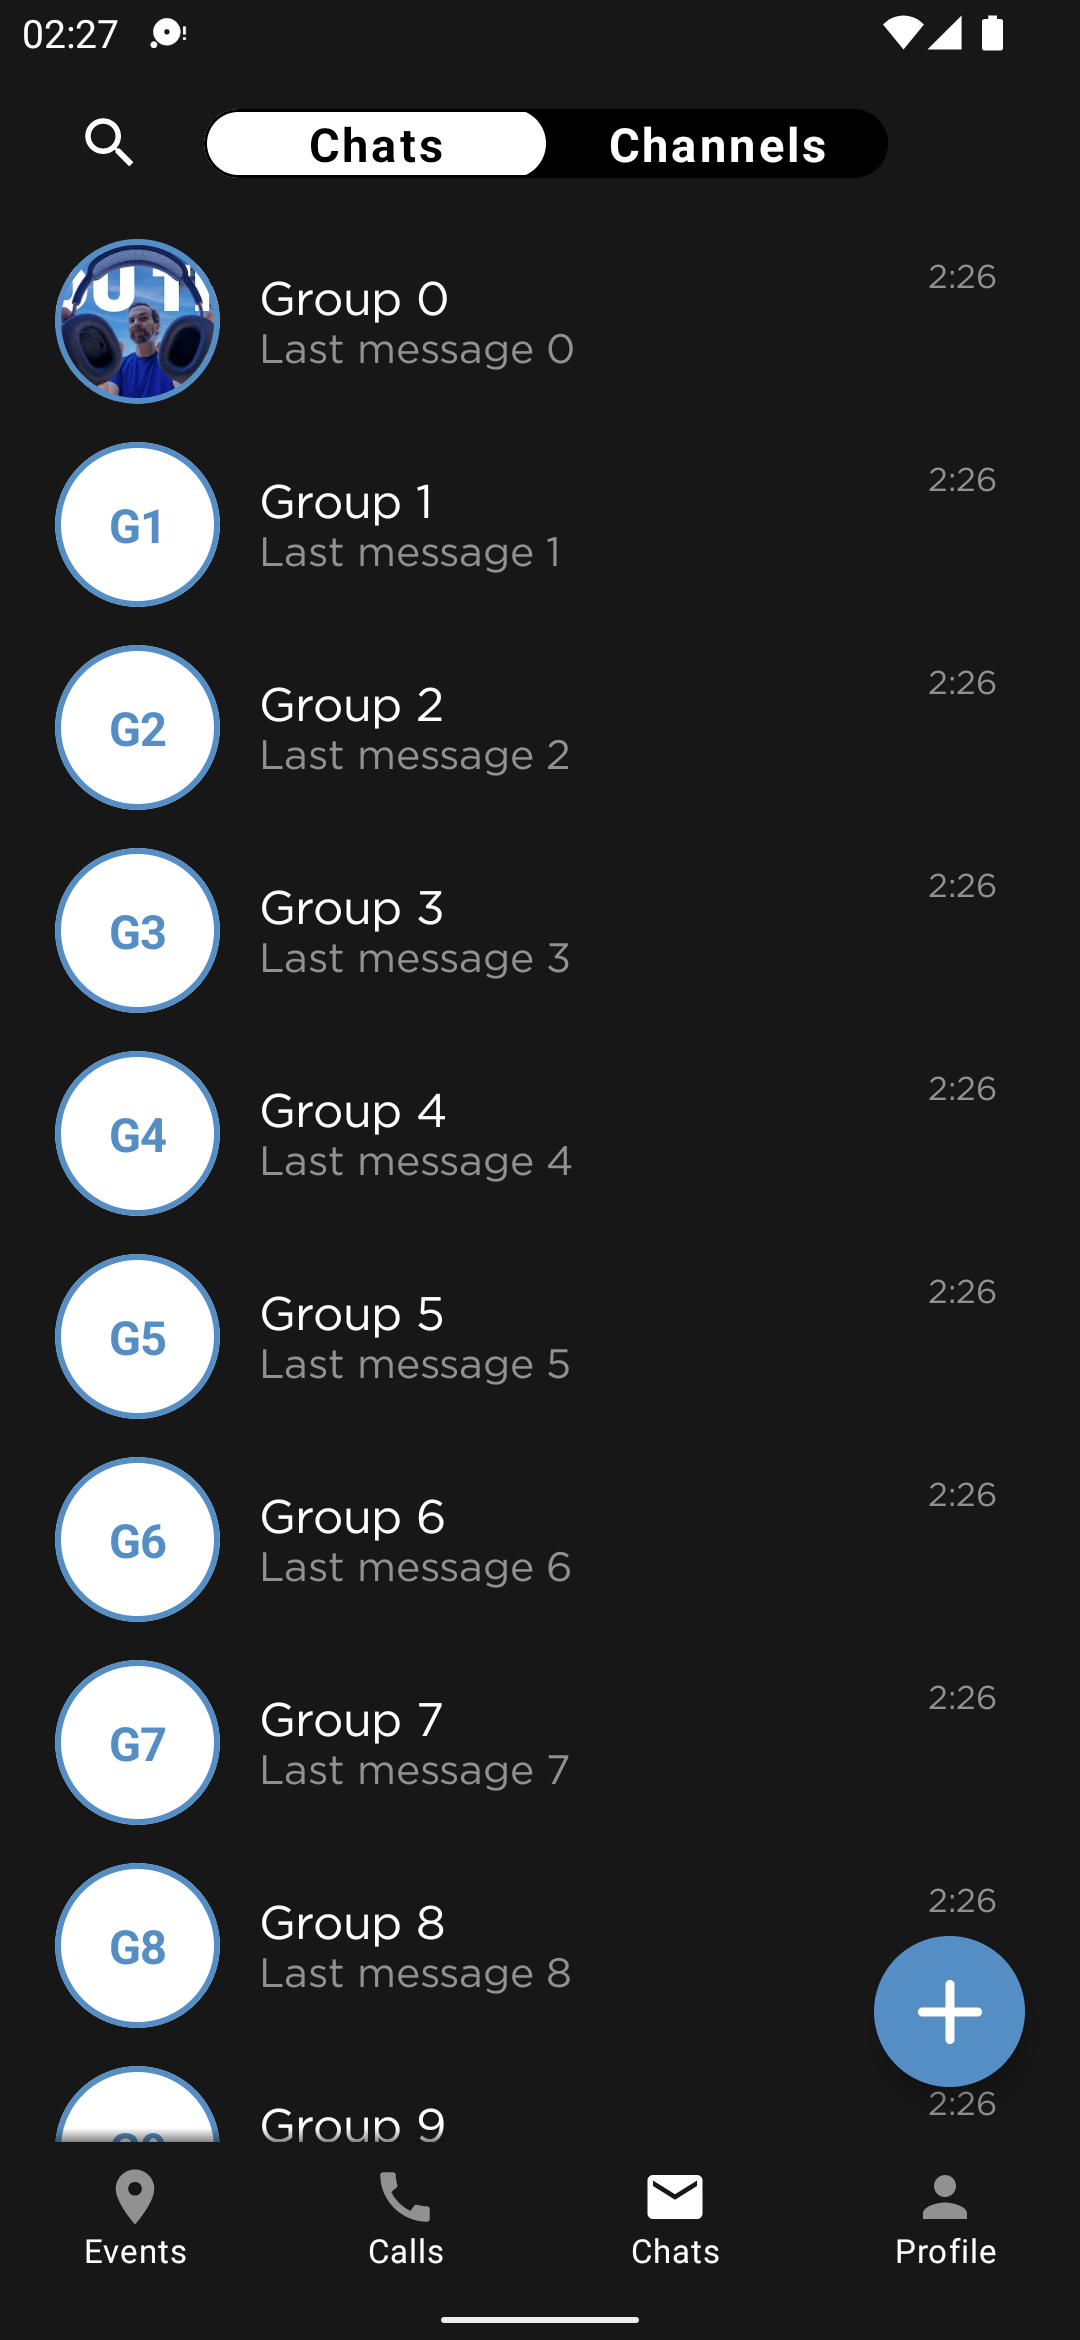 02:27
Chats Channels
Group 0 2:26
Last message 0
G1 Group 1 2:26
Last message 1
G2 Group 2 2:26
Last message 2
G3 Group 3 2:26
Last message 3
G4 Group 4 2:26
Last message 4
G5 Group 5 2:26
Last message 5
G6 Group 6 2:26
Last message 6
G7 Group 7 2:26
Last message 7
G8 Group 8 2:26
Last message 8
Group 9 2:26
Events Calls Chats Profile